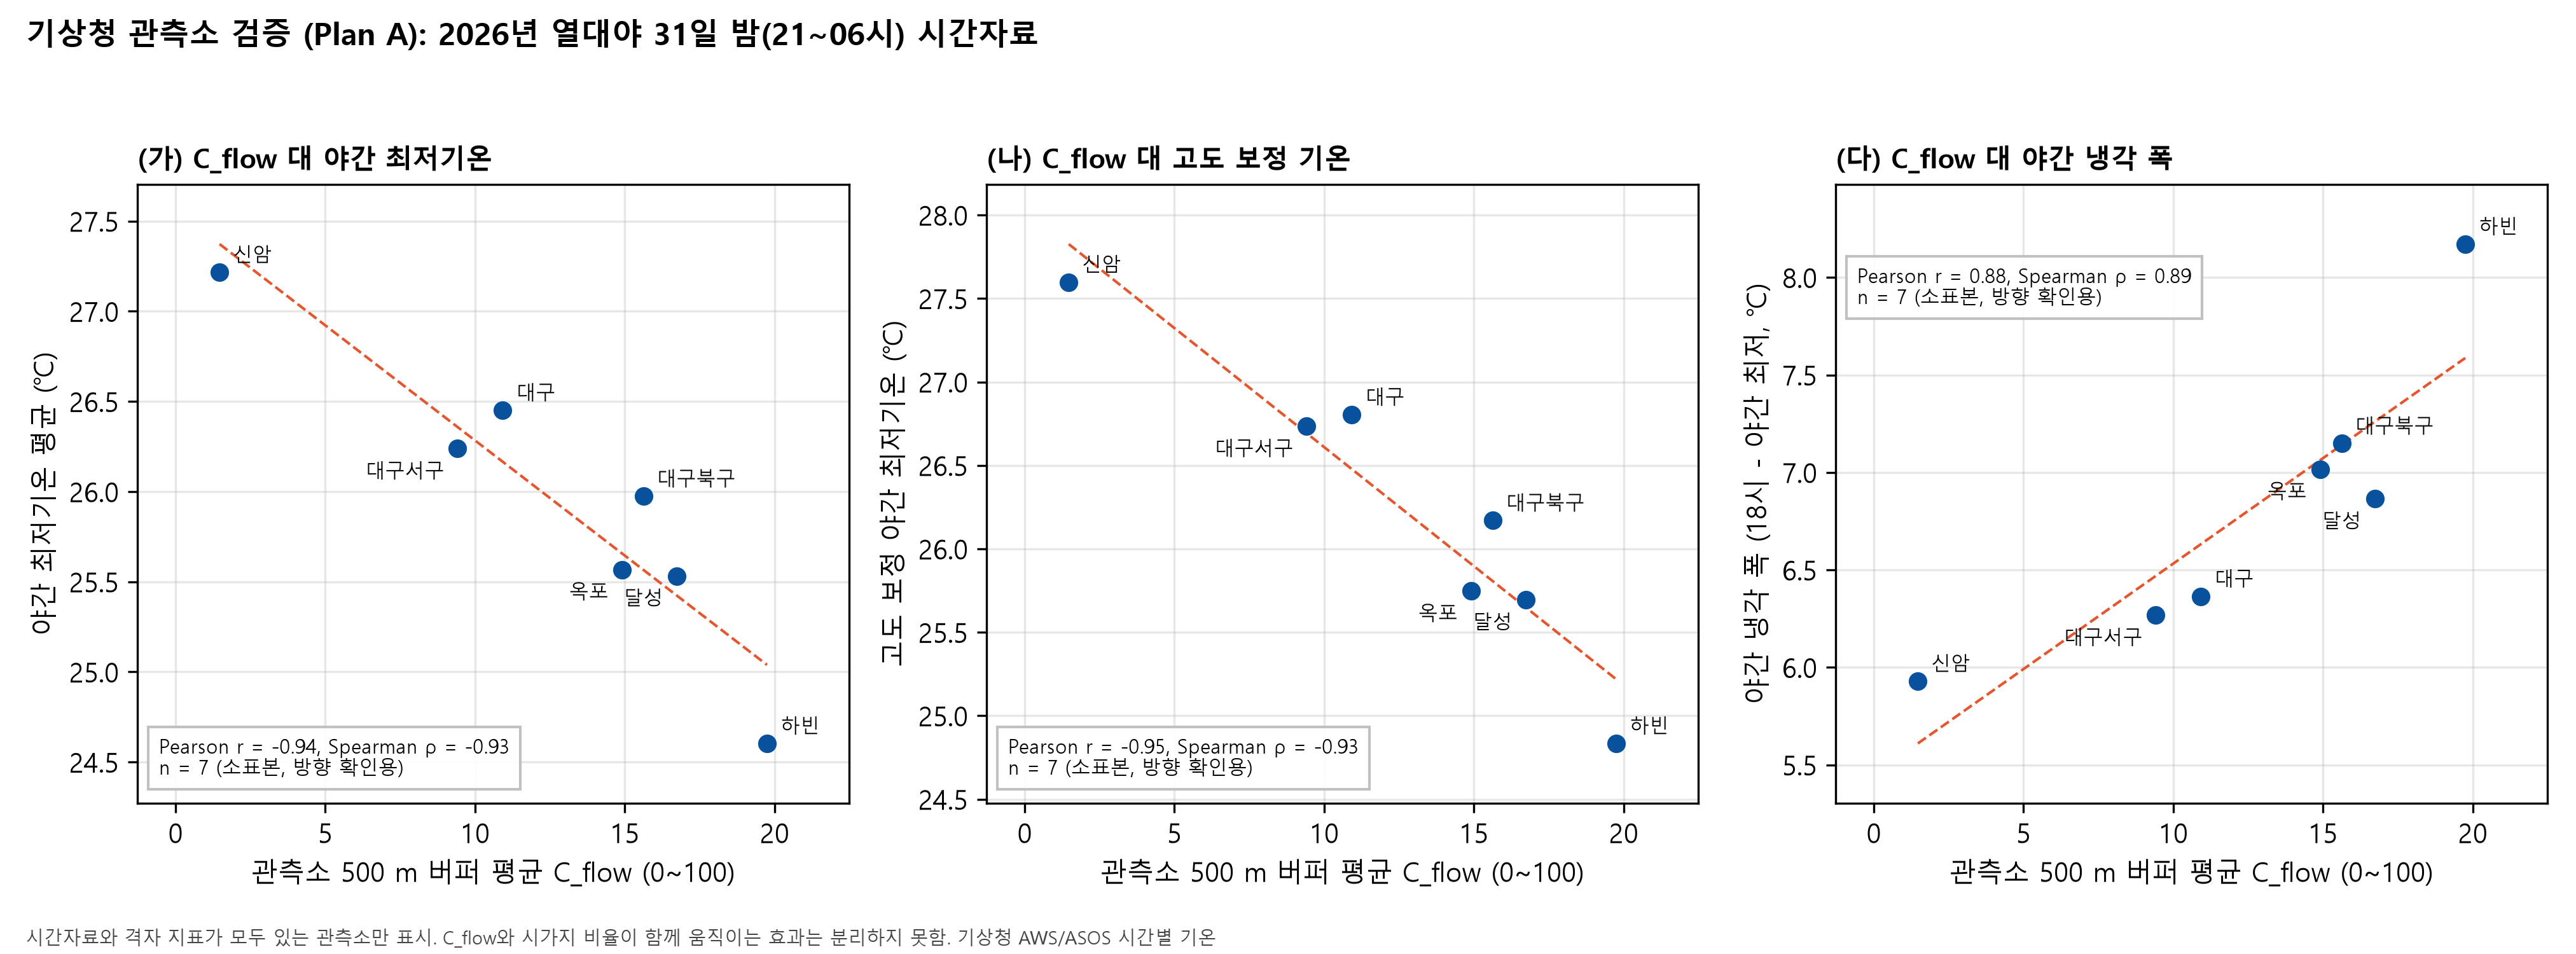 기상청 관측소 검증 (Plan A): 2026년 열대야 31일 밤(21~06시) 시간자료
(가) C_flow 대 야간 최저기온
야간 최저기온 평균 (℃)
27.5
27.0
26.5
26.0
25.5
25.0
24.5
신암
대구
대구서구
대구북구
옥포
달성
하빈
Pearson r = -0.94, Spearman ρ = -0.93
n = 7 (소표본, 방향 확인용)
0 5 10 15 20
관측소 500 m 버퍼 평균 C_flow (0~100)
(나) C_flow 대 고도 보정 기온
고도 보정 야간 최저기온 (℃)
28.0
27.5
27.0
26.5
26.0
25.5
25.0
24.5
신암
대구
대구서구
대구북구
옥포
달성
하빈
Pearson r = -0.95, Spearman ρ = -0.93
n = 7 (소표본, 방향 확인용)
0 5 10 15 20
관측소 500 m 버퍼 평균 C_flow (0~100)
(다) C_flow 대 야간 냉각 폭
야간 냉각 폭 (18시 - 야간 최저, ℃)
8.0
7.5
7.0
6.5
6.0
5.5
하빈
Pearson r = 0.88, Spearman ρ = 0.89
n = 7 (소표본, 방향 확인용)
대구북구
옥포
달성
대구
대구서구
신암
0 5 10 15 20
관측소 500 m 버퍼 평균 C_flow (0~100)
시간자료와 격자 지표가 모두 있는 관측소만 표시. C_flow와 시가지 비율이 함께 움직이는 효과는 분리하지 못함. 기상청 AWS/ASOS 시간별 기온